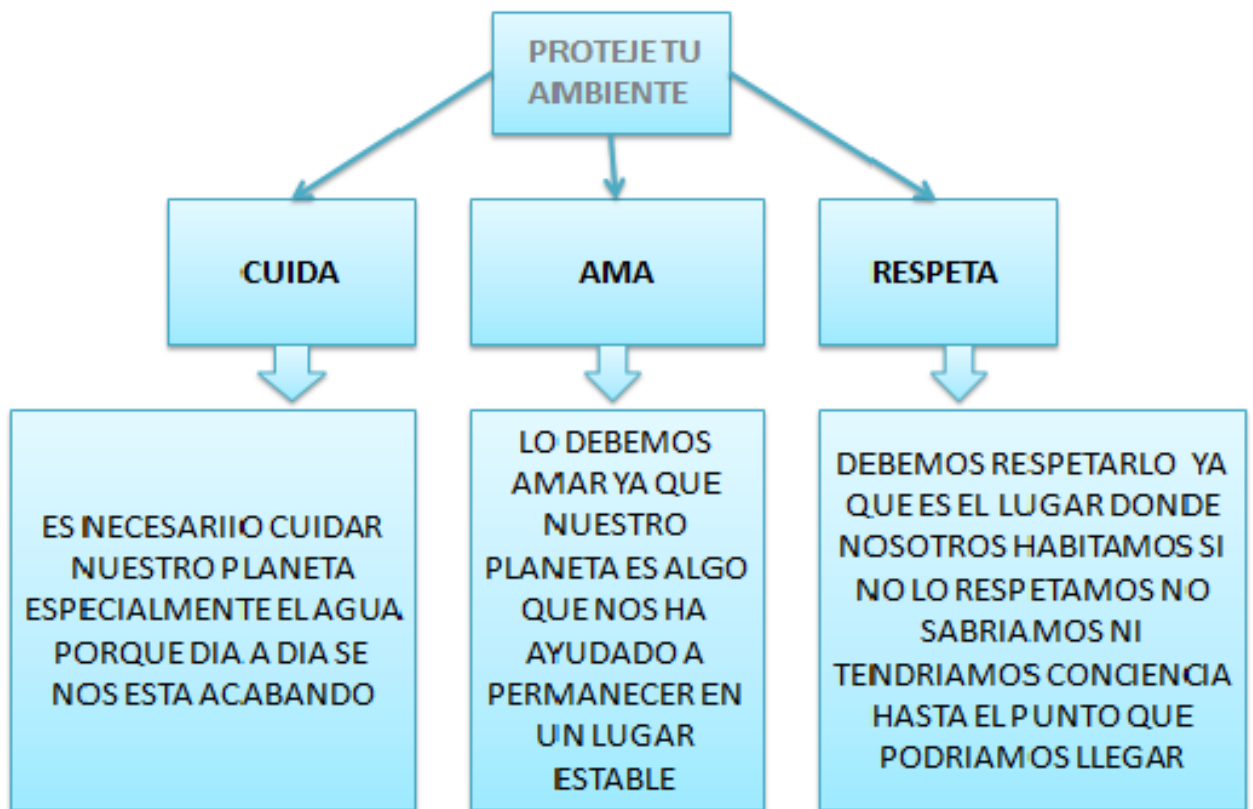 PROTEJE TU
AMBIENTE
CUIDA
AMA
RESPETA
ES NECESARIIO CUIDAR
NUESTRO PLANETA
ESPECIALMENTE EL AGUA
PORQUE DIA A DIA SE
NOS ESTA ACABANDO
LO DEBEMOS
AMAR YA QUE
NUESTRO
PLANETA ES ALGO
QUE NOS HA
AYUDADO A
PERMANECER EN
UN LUGAR
ESTABLE
DEBEMOS RESPETARLO YA
QUE ES EL LUGAR DONDE
NOSOTROS HABITAMOS SI
NO LO RESPETAMOS NO
SABRIAMOS NI
TENDRIAMOS CONCIENCIA
HASTA EL PUNTO QUE
PODRIAMOS LLEGAR